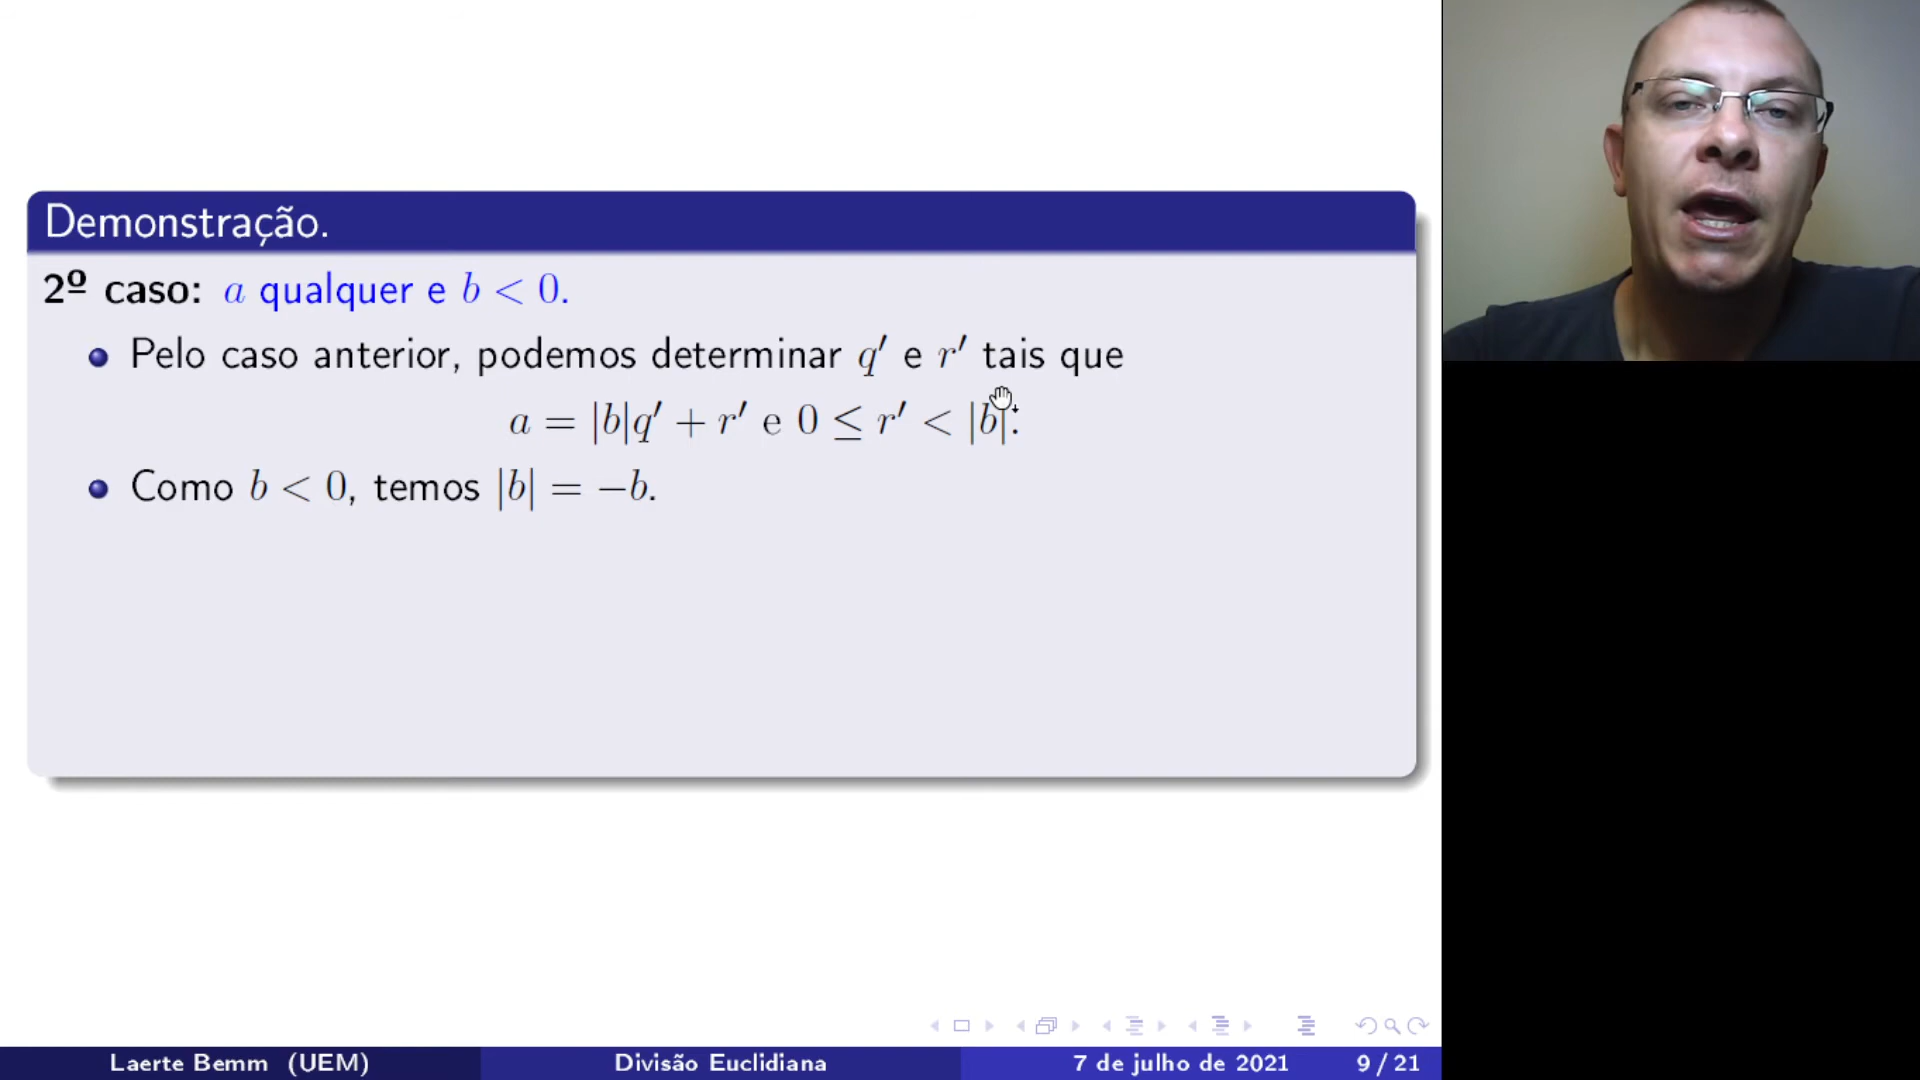 Demonstração.
2º caso: a qualquer e b < 0.
Pelo caso anterior, podemos determinar q′ e r′ tais que
a = |b|q′ + r′ e 0 ≤ r′ < |b|.
Como b < 0, temos |b| = −b.
Laerte Bemm (UEM) Divisão Euclidiana 7 de julho de 2021 9 / 21